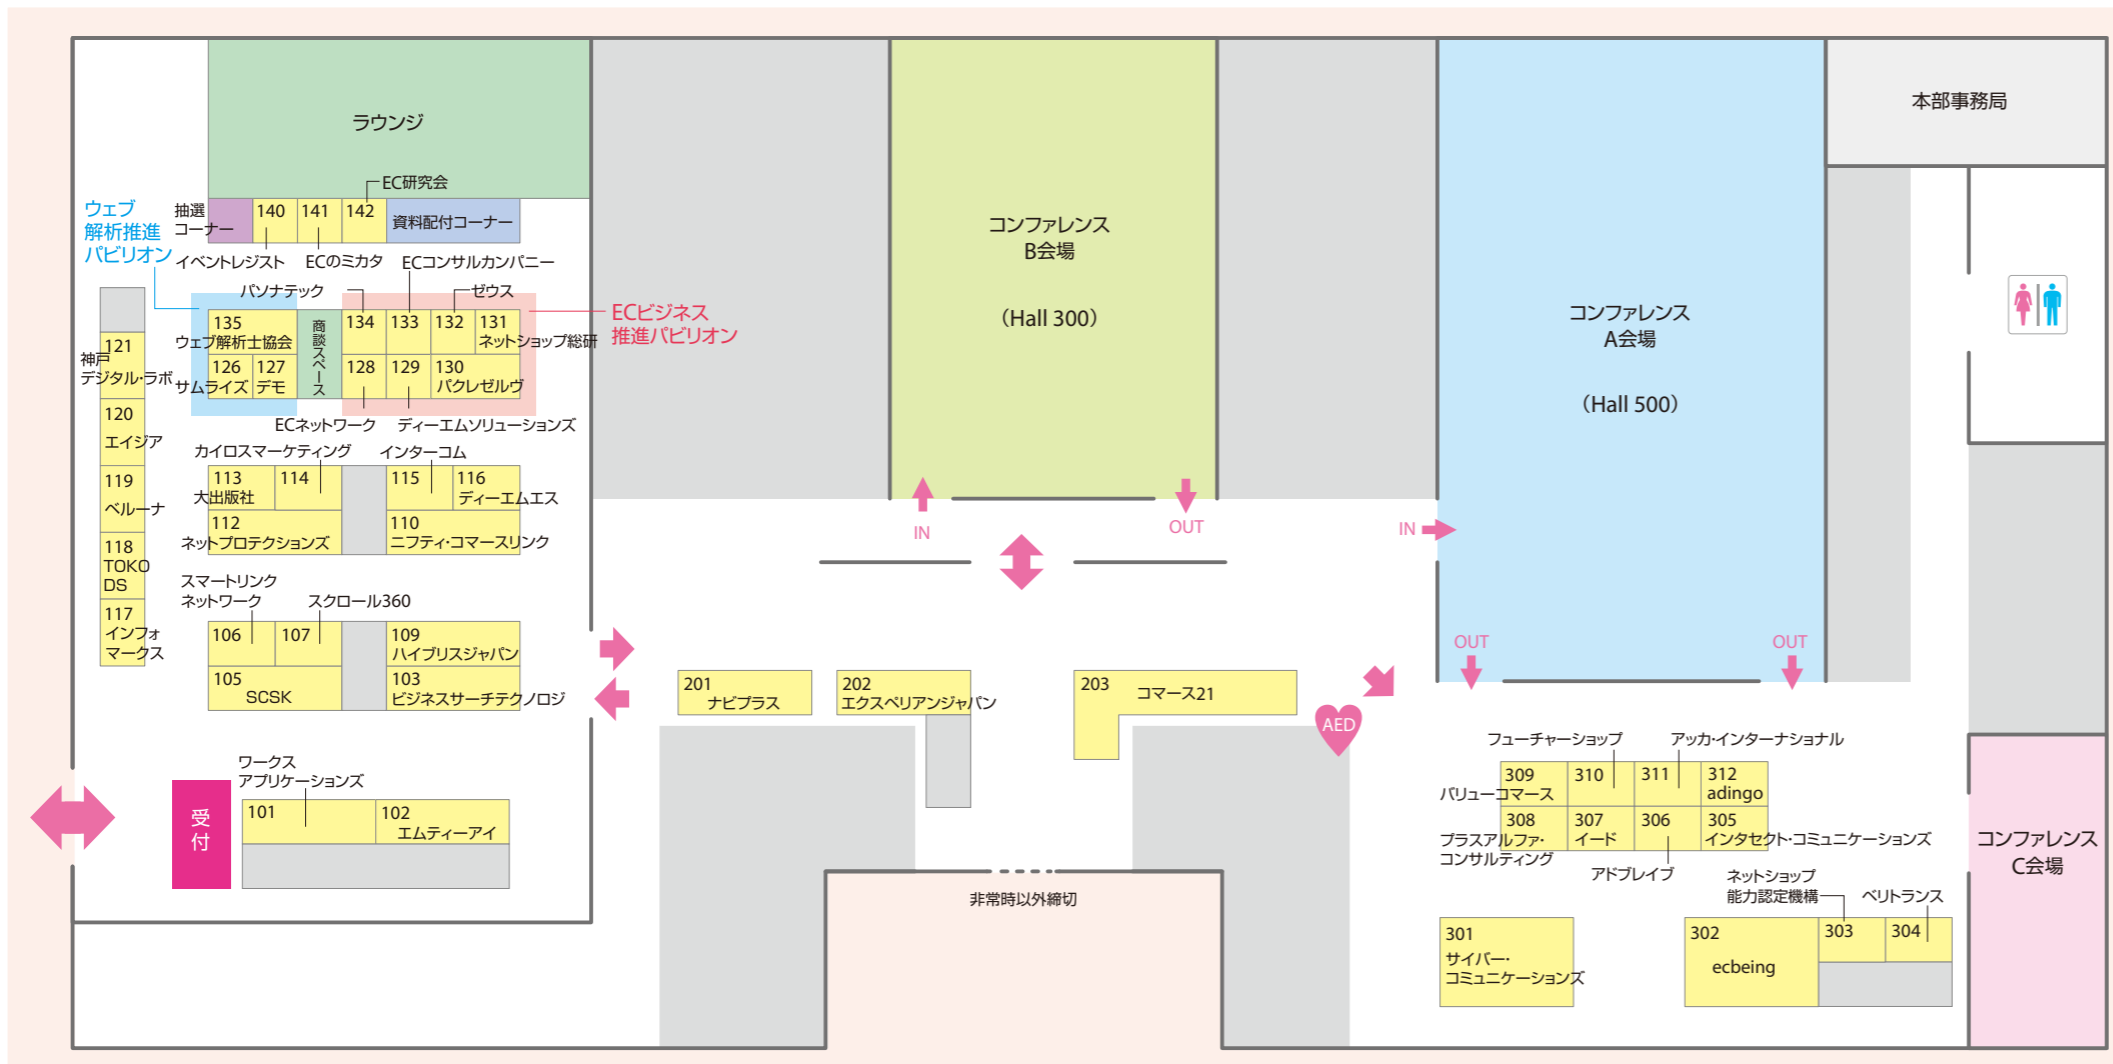 ラウンジ
EC研究会
抽選
コーナー
140
141
142
資料配付コーナー
イベントレジスト
ECのミカタ
ECコンサルカンパニー
ウェブ
解析推進
パビリオン
パソナテック
ゼウス
ECビジネス
推進パビリオン
135
ウェブ解析士協会
商談スペース
134
133
132
131
ネットショップ総研
126
サムライズ
127
デモ
128
129
130
パクレゼルヴ
ECネットワーク
ディーエムソリューションズ
121
神戸
デジタル・ラボ
120
エイジア
119
ベルーナ
118
TOKO
DS
117
インフォ
マークス
カイロスマーケティング
インターコム
113
大出版社
114
115
116
ディーエムエス
112
ネットプロテクションズ
110
ニフティ・コマースリンク
スマートリンク
ネットワーク
スクロール360
106
107
109
ハイブリスジャパン
105
SCSK
103
ビジネスサーチテクノロジ
ワークス
アプリケーションズ
受付
101
102
エムティーアイ
コンファレンス
B会場
（Hall 300）
IN
OUT
コンファレンス
A会場
（Hall 500）
IN
OUT
OUT
本部事務局
201
ナビプラス
202
エクスペリアンジャパン
203
コマース21
AED
非常時以外締切
フューチャーショップ
アッカ・インターナショナル
309
バリューコマース
310
311
312
adingo
308
プラスアルファ・
コンサルティング
307
イード
306
305
インタセクト・コミュニケーションズ
アドブレイブ
ネットショップ
能力認定機構
ベリトランス
301
サイバー・
コミュニケーションズ
302
ecbeing
303
304
コンファレンス
C会場